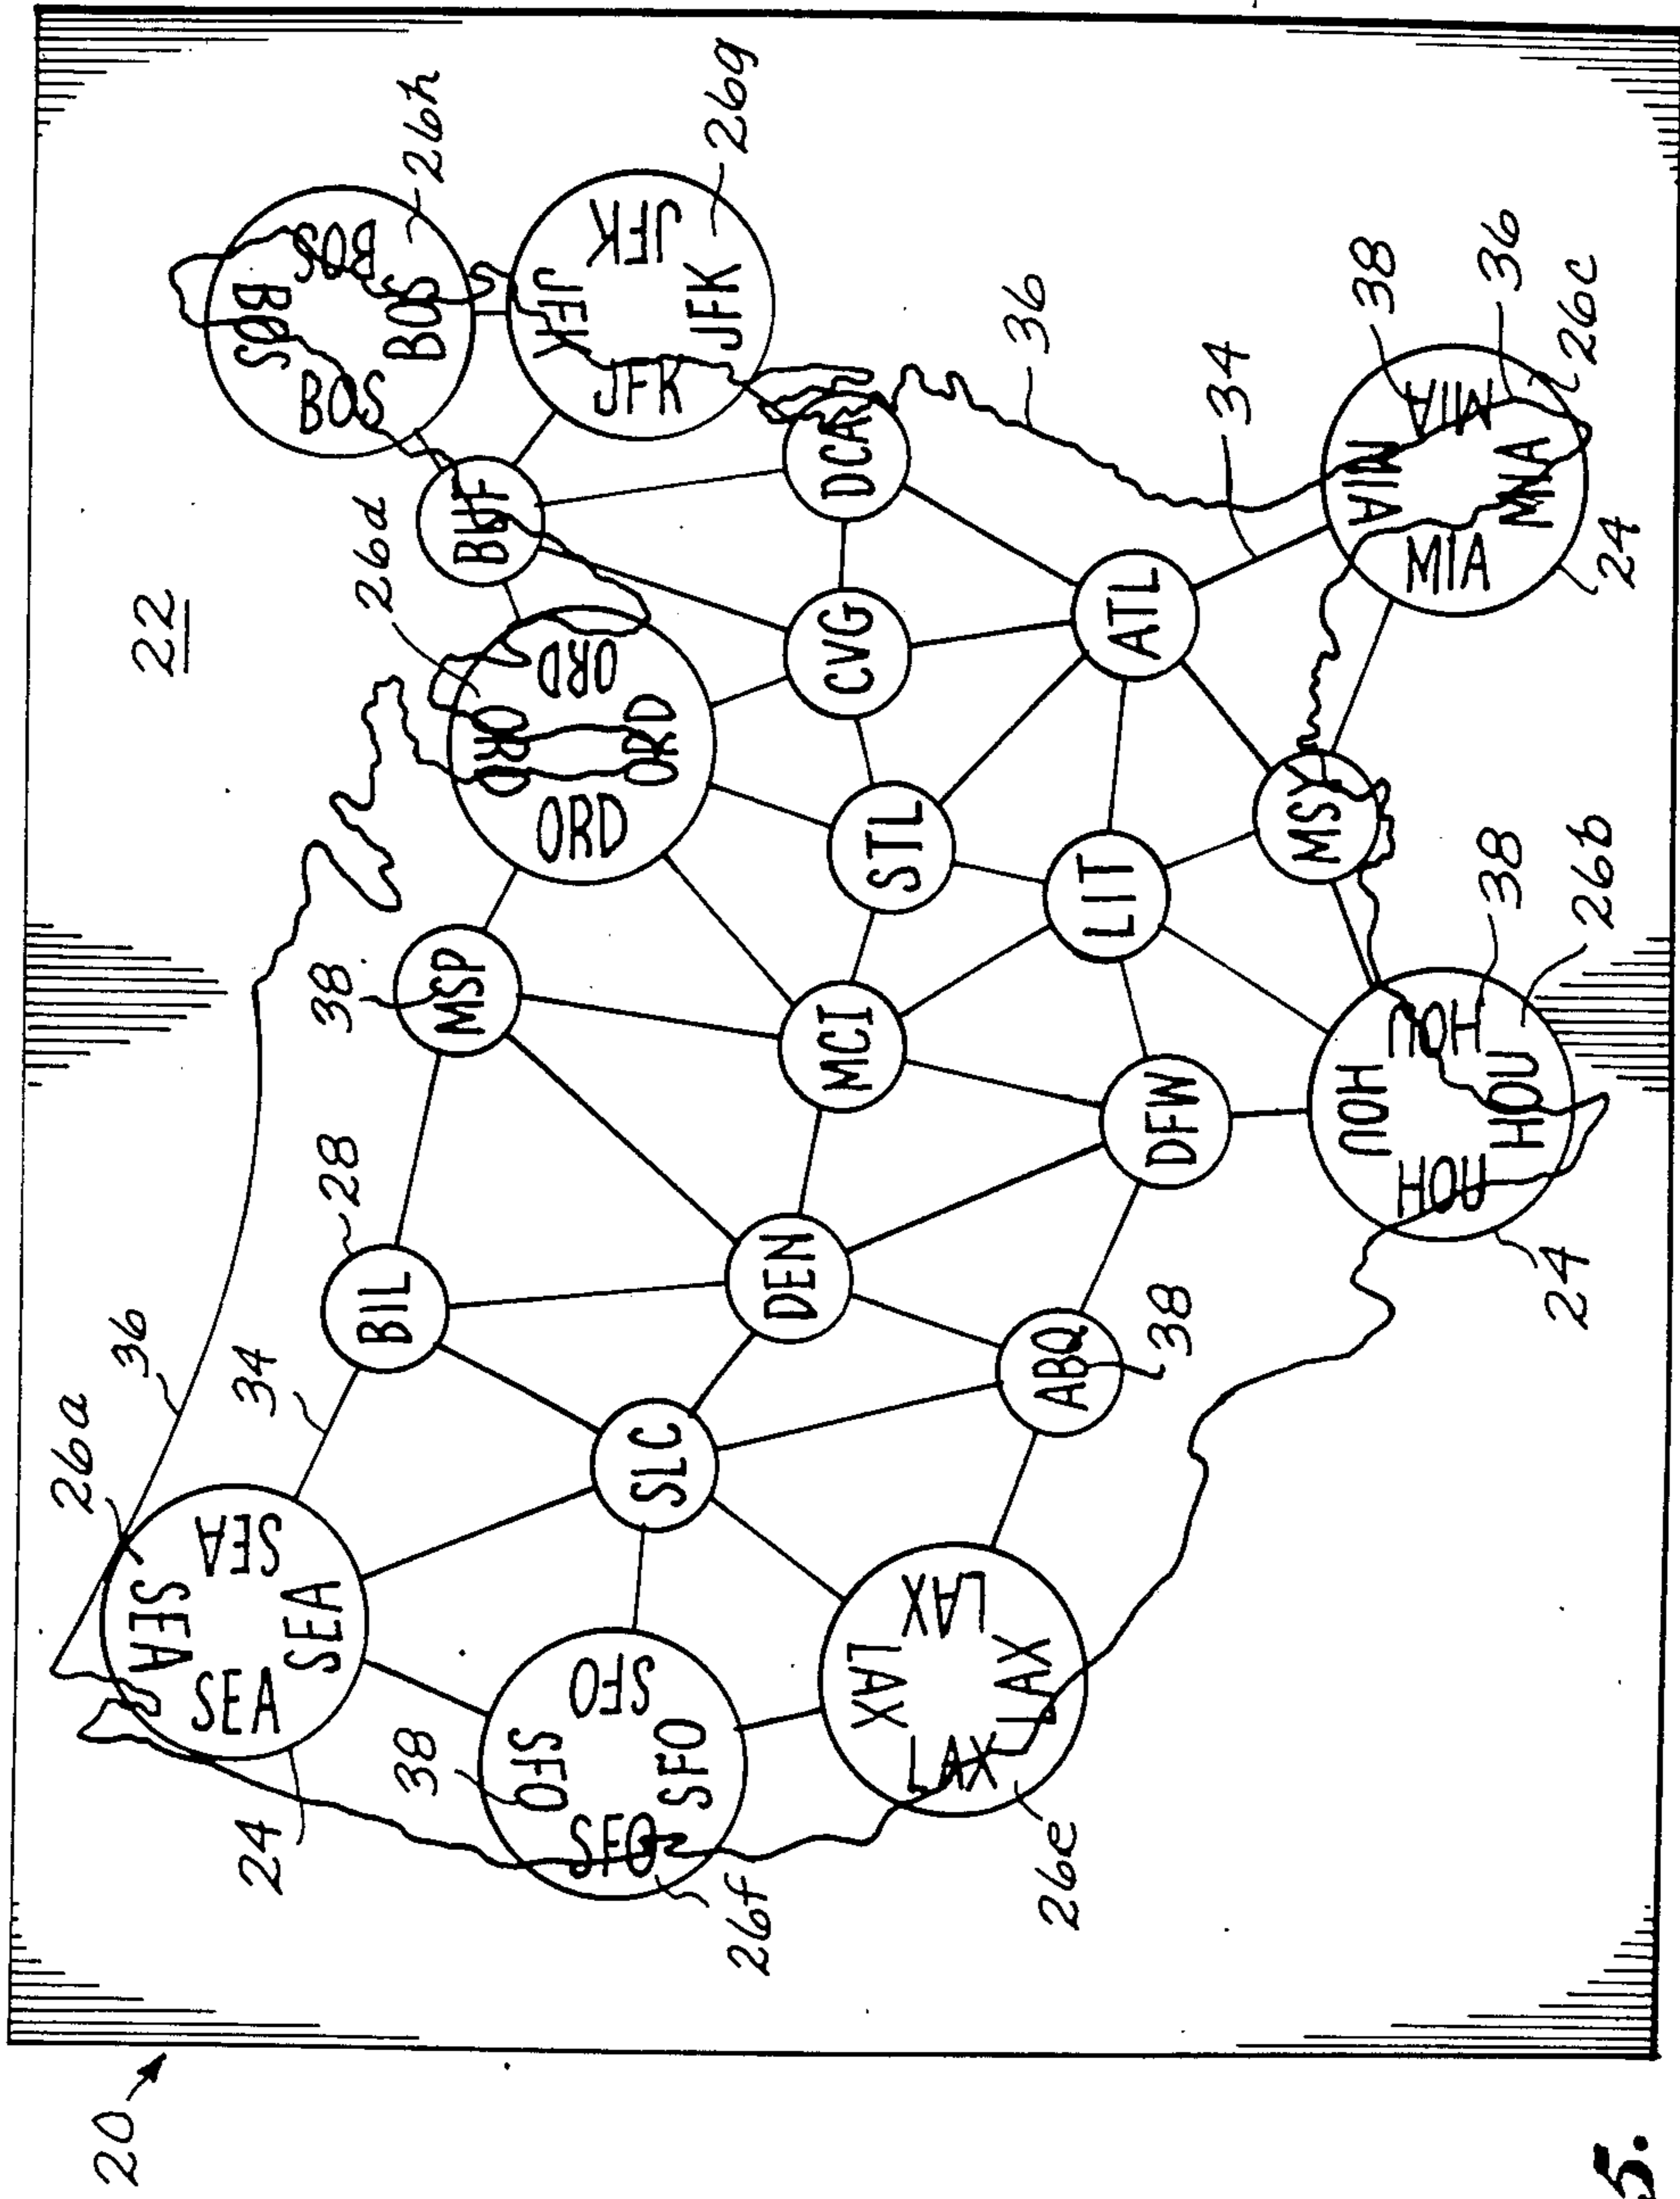 20
22
26a
36
34
28
38
26d
26h
SEA
SEA
SEA
SEA
BIL
MSP
ORD
ORD
ORD
ORD
BUF
BOS
BOS
BOS
BOS
24
38
SFO
SFO
SFO
SFO
26f
SLC
DEN
MCI
STL
CVG
DCA
JFK
JFK
JFK
JFK
26g
36
LAX
LAX
LAX
LAX
26e
ABQ
38
DFW
LIT
ATL
34
MSY
HOU
HOU
HOU
HOU
24
38
26b
MIA
MIA
MIA
MIA
24
38
36
26c
5.